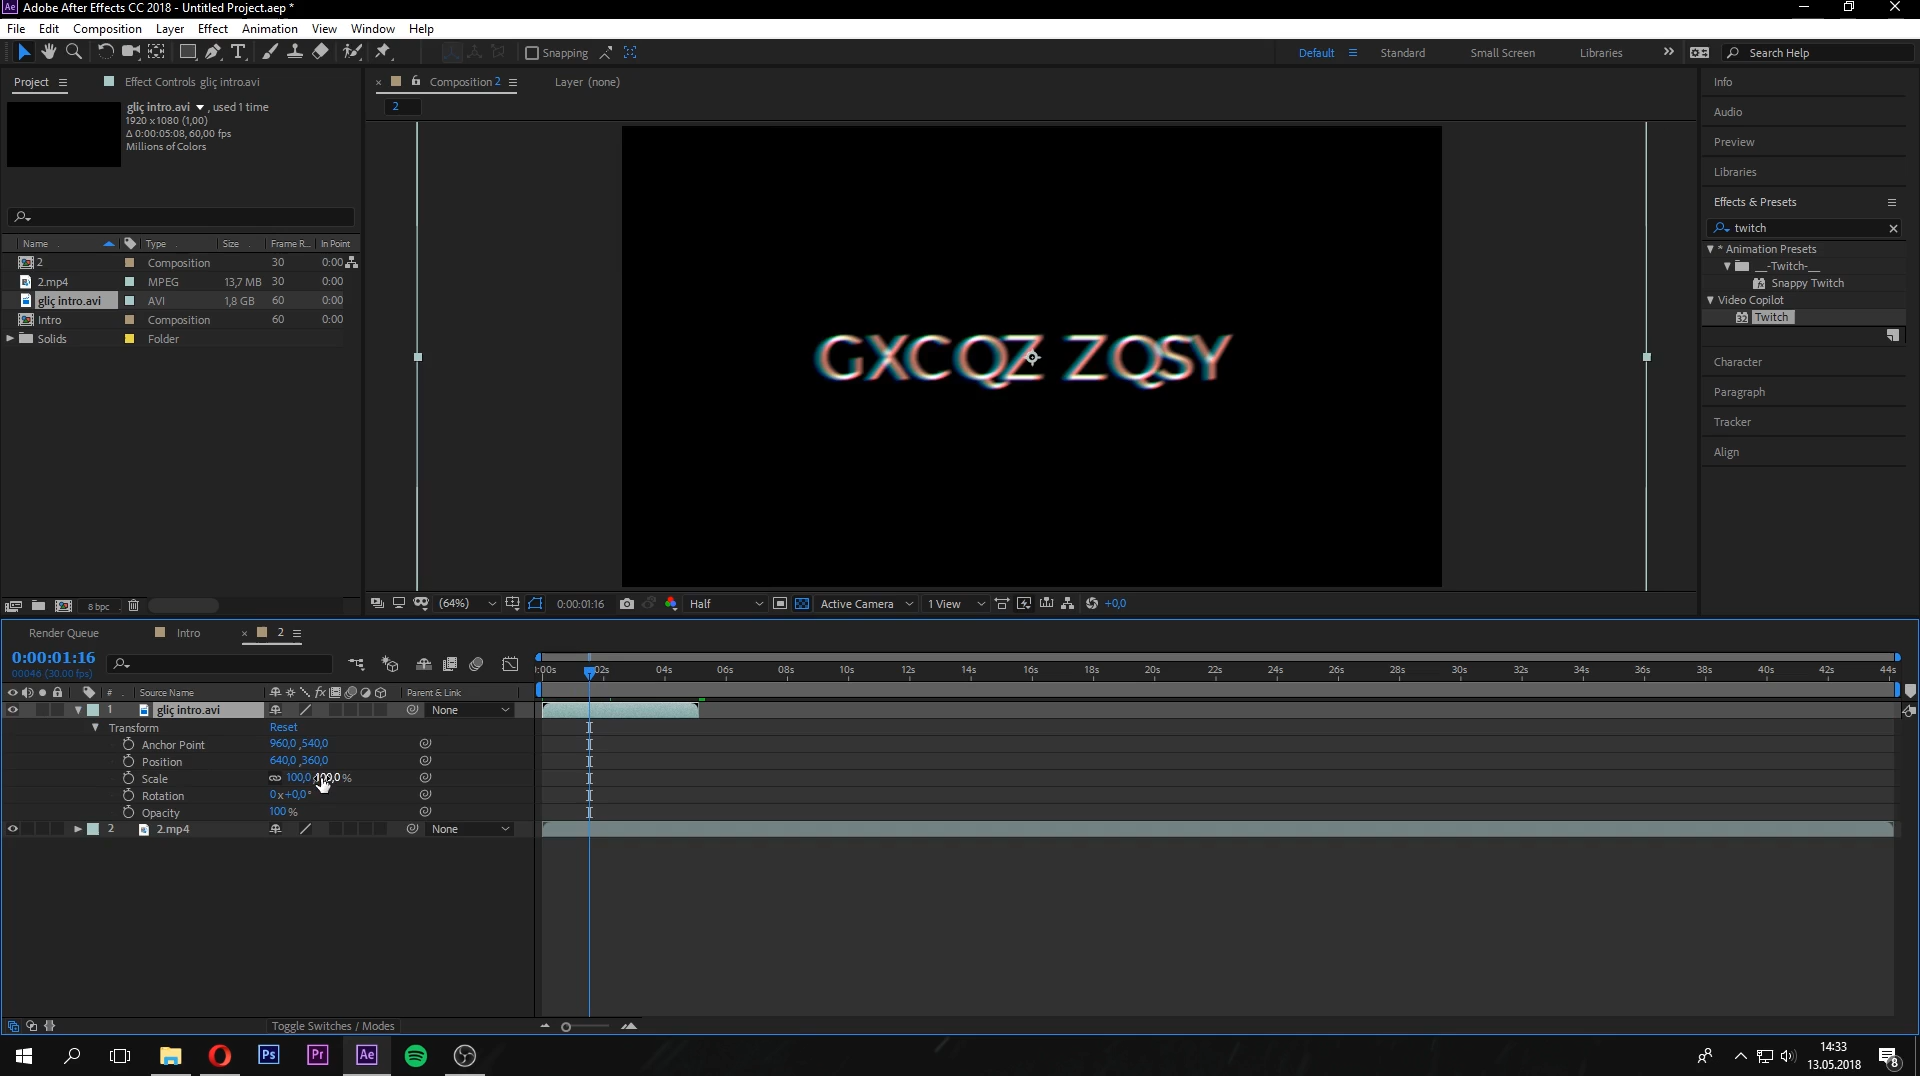 Adobe After Effects CC 2018 - Untitled Project.aep *
File Edit Composition Layer Effect Animation View Window Help
Snapping
Default Standard Small Screen Libraries Search Help
Project Effect Controls gliç intro.avi
Composition 2 Layer (none)
gliç intro.avi , used 1 time
1920 x 1080 (1,00)
Δ 0:00:05:08, 60,00 fps
Millions of Colors
2
Name Type Size Frame R... In Point
2 Composition 30 0:00
2.mp4 MPEG 13,7 MB 30 0:00
gliç intro.avi AVI 1,8 GB 60 0:00
Intro Composition 60 0:00
Solids Folder
8 bpc
GXCQZ ZQSY
(64%) 0:00:01:16 Half Active Camera 1 View +0,0
Info
Audio
Preview
Libraries
Effects & Presets
twitch
* Animation Presets
__-Twitch-__
Snappy Twitch
Video Copilot
32 Twitch
Character
Paragraph
Tracker
Align
Render Queue Intro 2
0:00:01:16
00046 (30.00 fps)
:00s 02s 04s 06s 08s 10s 12s 14s 16s 18s 20s 22s 24s 26s 28s 30s 32s 34s 36s 38s 40s 42s 44s
# Source Name fx Parent & Link
1 gliç intro.avi None
Transform Reset
Anchor Point 960,0 ,540,0
Position 640,0 ,360,0
Scale 100,0 ,100,0 %
Rotation 0 x +0,0 °
Opacity 100 %
2 2.mp4 None
Toggle Switches / Modes
Ps Pr Ae
14:33
13.05.2018
8